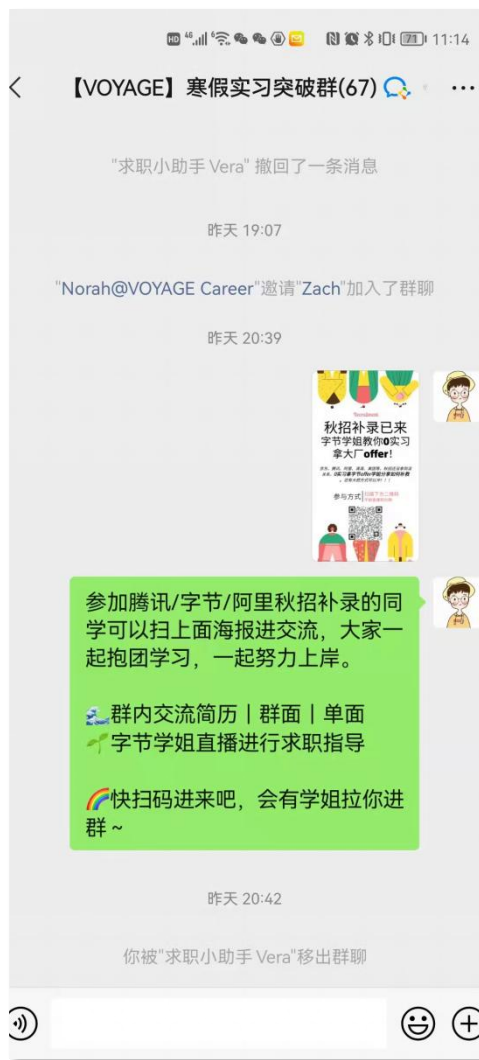 HD 46 6 71 11:14
【VOYAGE】寒假实习突破群(67)
"求职小助手 Vera" 撤回了一条消息
昨天 19:07
"Norah@VOYAGE Career"邀请"Zach"加入了群聊
昨天 20:39
秋招补录已来
字节学姐教你0实习
拿大厂offer!
参与方式
参加腾讯/字节/阿里秋招补录的同
学可以扫上面海报进交流，大家一
起抱团学习，一起努力上岸。
🌊群内交流简历丨群面丨单面
🌱字节学姐直播进行求职指导
🌈快扫码进来吧，会有学姐拉你进
群~
昨天 20:42
你被"求职小助手 Vera"移出群聊